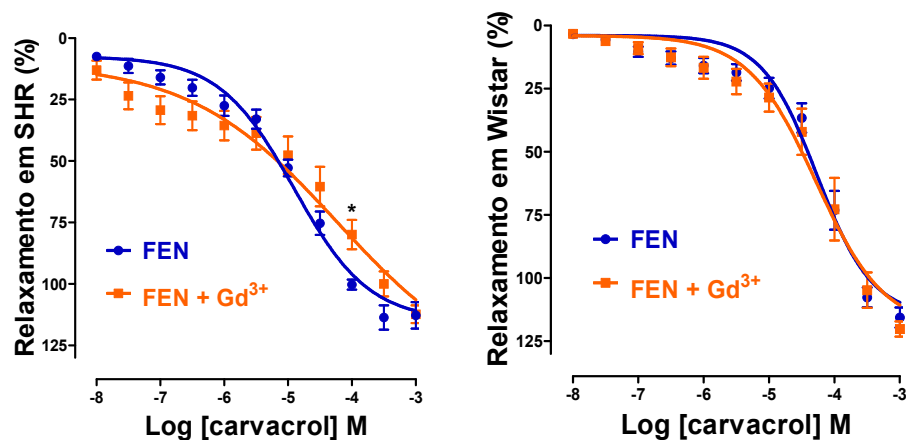 Relaxamento em SHR (%)
0
25
50
75
100
125
*
FEN
FEN + Gd³⁺
-8 -7 -6 -5 -4 -3
Log [carvacrol] M
Relaxamento em Wistar (%)
0
25
50
75
100
125
FEN
FEN + Gd³⁺
-8 -7 -6 -5 -4 -3
Log [carvacrol] M